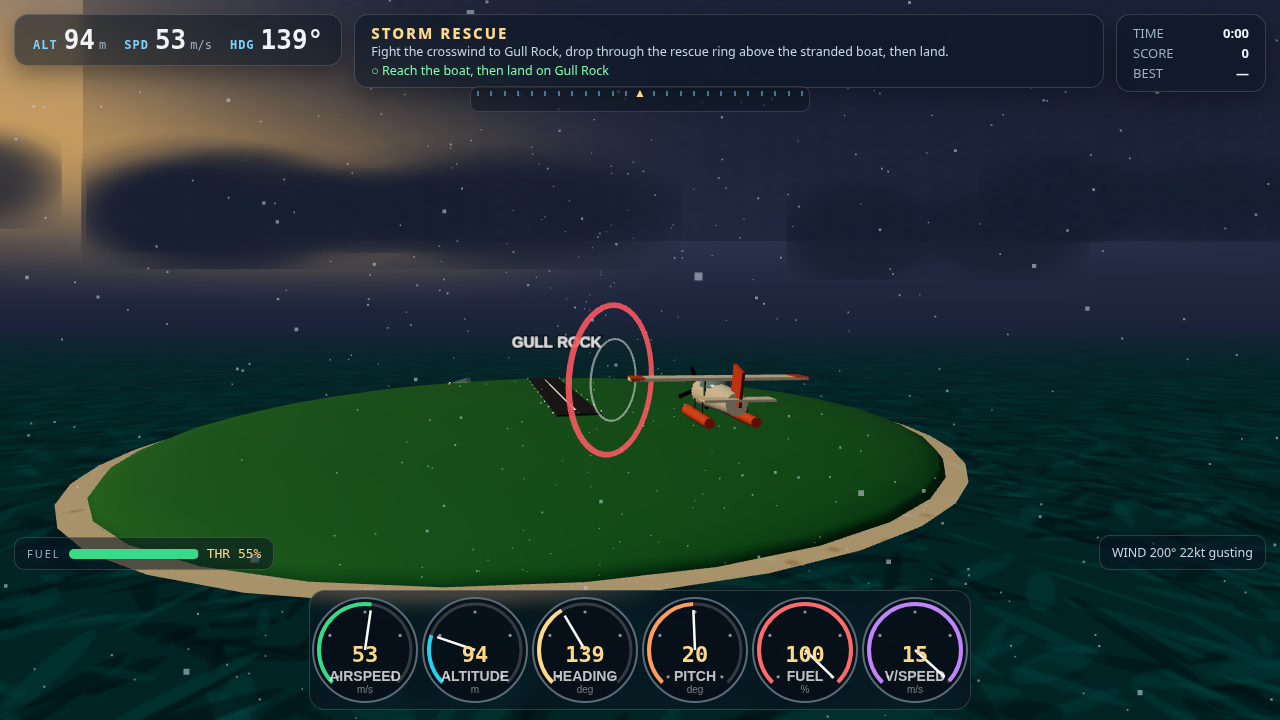 ALT 94 m SPD 53 m/s HDG 139°
STORM RESCUE
Fight the crosswind to Gull Rock, drop through the rescue ring above the stranded boat, then land.
○ Reach the boat, then land on Gull Rock
TIME 0:00
SCORE 0
BEST —
GULL ROCK
FUEL THR 55%
WIND 200° 22kt gusting
53
AIRSPEED
m/s
94
ALTITUDE
m
139
HEADING
deg
20
PITCH
deg
100
FUEL
%
15
V/SPEED
m/s